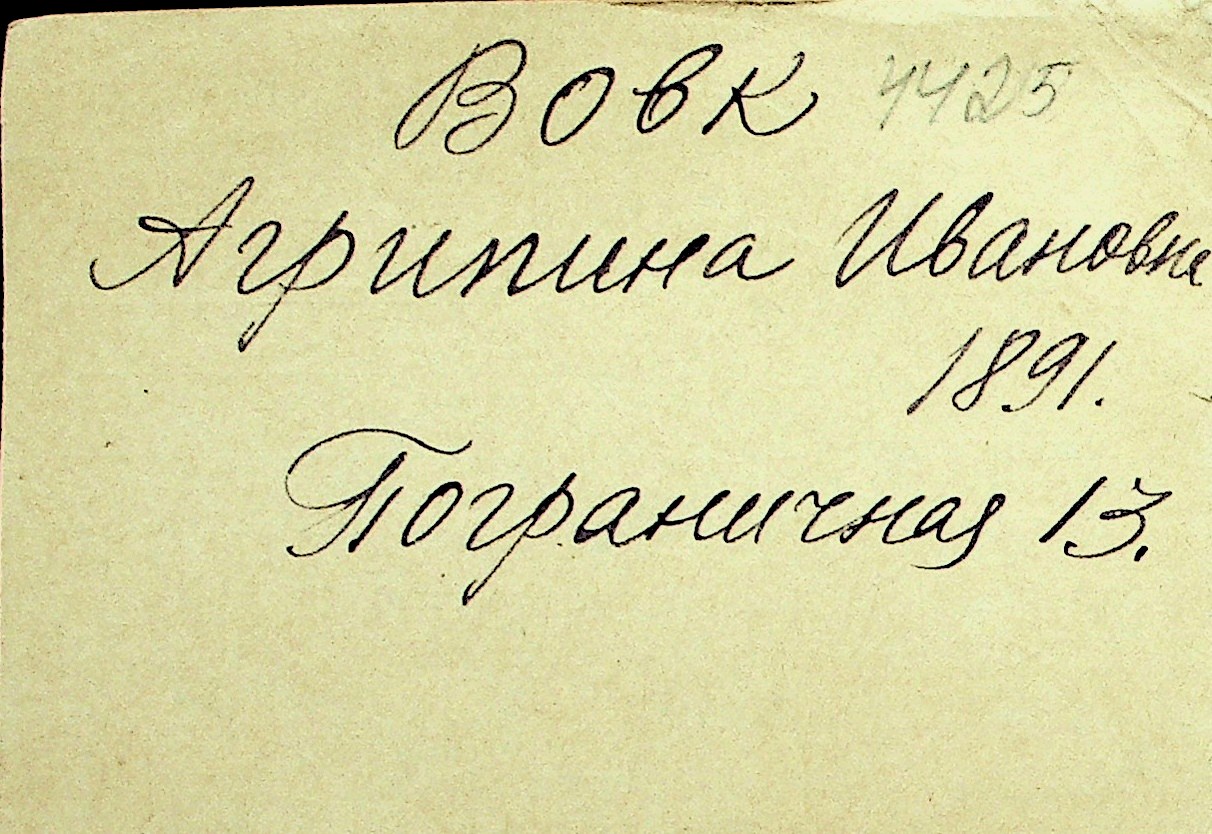 Вовк 4425
Агрипина Ивановна
1891.
Пограничная 13.